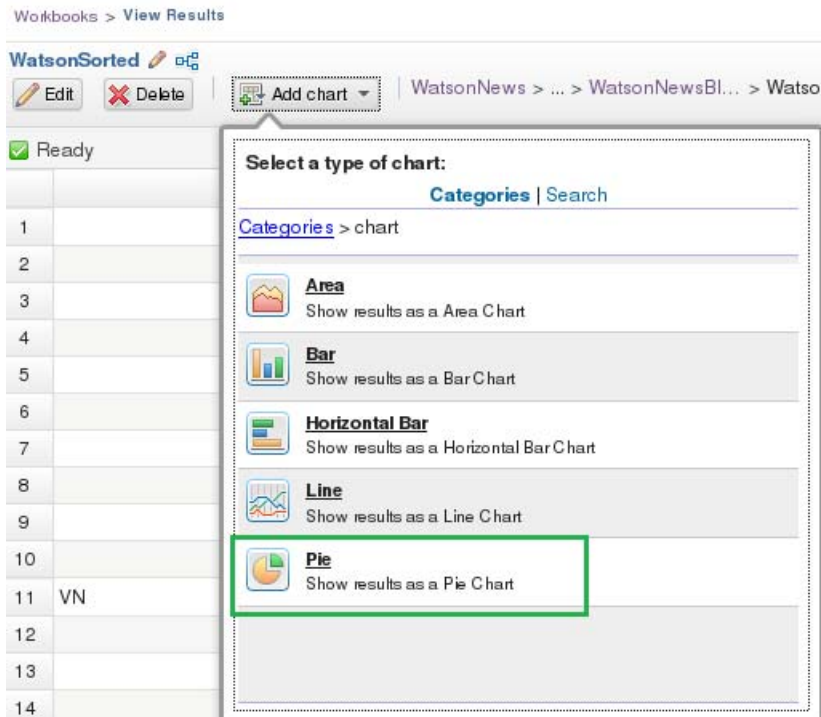 Workbooks > View Results
WatsonSorted
Edit Delete Add chart WatsonNews > ... > WatsonNewsBl... > Watso
Ready
Select a type of chart:
Categories | Search
Categories > chart
1
2
3
4
5
6
7
8
9
10
11 VN
12
13
14
Area
Show results as a Area Chart
Bar
Show results as a Bar Chart
Horizontal Bar
Show results as a Horizontal Bar Chart
Line
Show results as a Line Chart
Pie
Show results as a Pie Chart